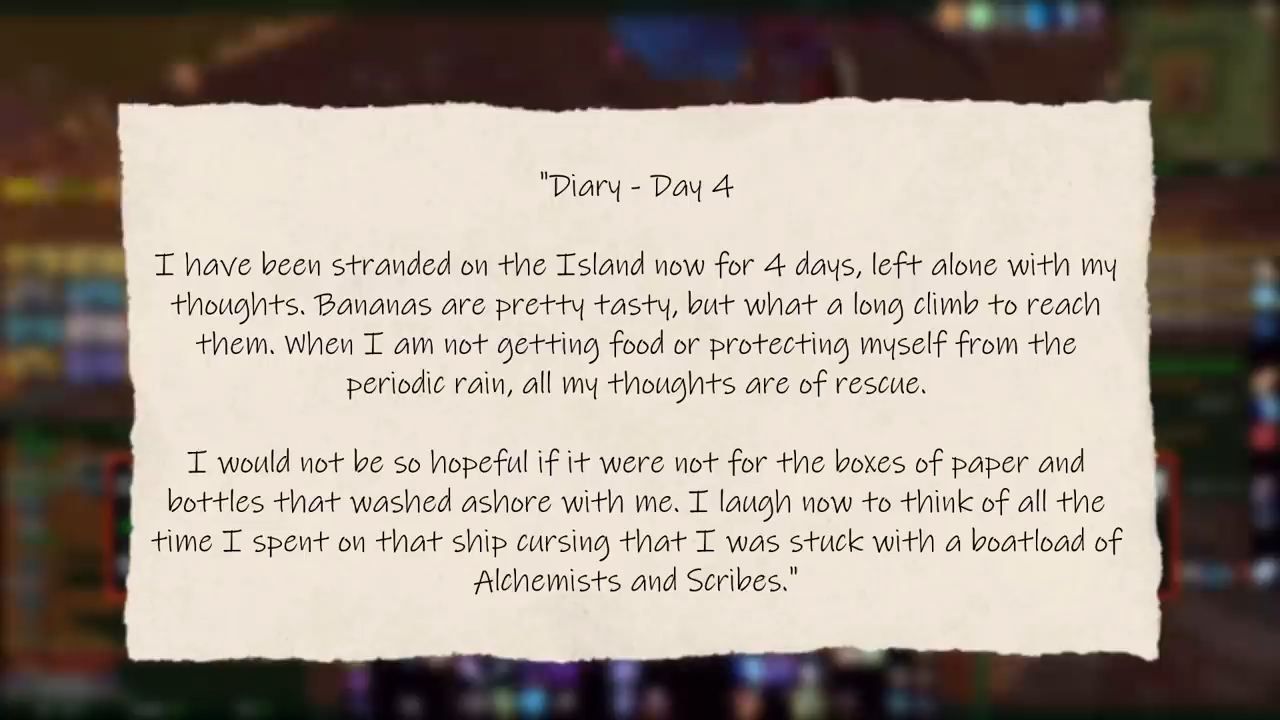 "Diary - Day 4
I have been stranded on the Island now for 4 days, left alone with my
thoughts. Bananas are pretty tasty, but what a long climb to reach
them. When I am not getting food or protecting myself from the
periodic rain, all my thoughts are of rescue.
I would not be so hopeful if it were not for the boxes of paper and
bottles that washed ashore with me. I laugh now to think of all the
time I spent on that ship cursing that I was stuck with a boatload of
Alchemists and Scribes."